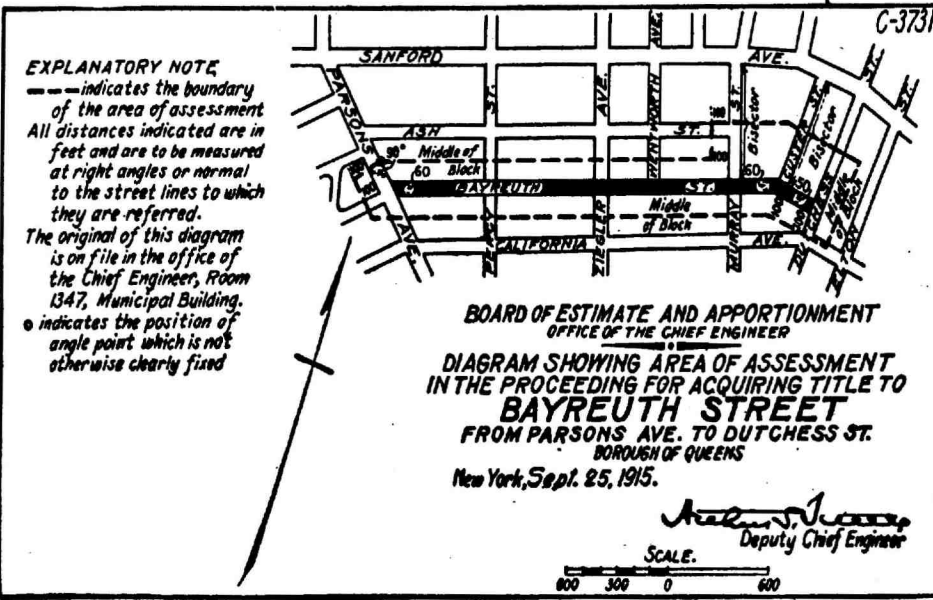 C-3731
EXPLANATORY NOTE
indicates the boundary
of the area of assessment
All distances indicated are in
feet and are to be measured
at right angles or normal
to the street lines to which
they are referred.
The original of this diagram
is on file in the office of
the Chief Engineer, Room
1347, Municipal Building.
indicates the position of
angle point which is not
otherwise clearly fixed
SANFORD AVE.
PARSONS AVE.
ST.
AVE.
WENTWORTH AVE.
ASH ST.
90°
Middle of
Block
60
60
100
BAYREUTH ST.
Middle
of Block
CALIFORNIA AVE.
PERCY
ZIEGLER
MURRAY ST.
Bisector
Bisector
Middle
of Block
BOARD OF ESTIMATE AND APPORTIONMENT
OFFICE OF THE CHIEF ENGINEER
DIAGRAM SHOWING AREA OF ASSESSMENT
IN THE PROCEEDING FOR ACQUIRING TITLE TO
BAYREUTH STREET
FROM PARSONS AVE. TO DUTCHESS ST.
BOROUGH OF QUEENS
New York, Sept. 25, 1915.
Deputy Chief Engineer
SCALE.
300 0 600